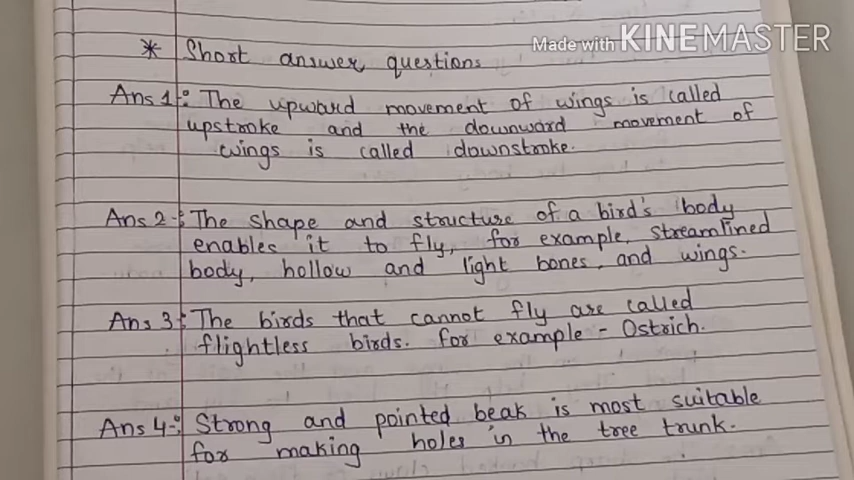 Made with KINEMASTER
* Short answer questions
Ans 1-: The upward movement of wings is called
upstroke and the downward movement of
wings is called downstroke.
Ans 2-: The shape and structure of a bird's body
enables it to fly, for example, streamlined
body, hollow and light bones, and wings.
Ans 3-: The birds that cannot fly are called
flightless birds. for example - Ostrich.
Ans 4-: Strong and pointed beak is most suitable
for making holes in the tree trunk.